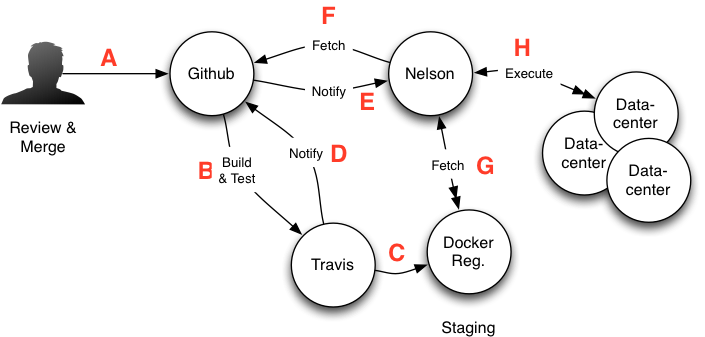 F
A
H
Fetch
Github
Nelson
Execute
Notify
E
Data-
center
Review &
Merge
Data-
center
B
Build
& Test
Notify
D
Fetch
G
Data-
center
Travis
C
Docker
Reg.
Staging